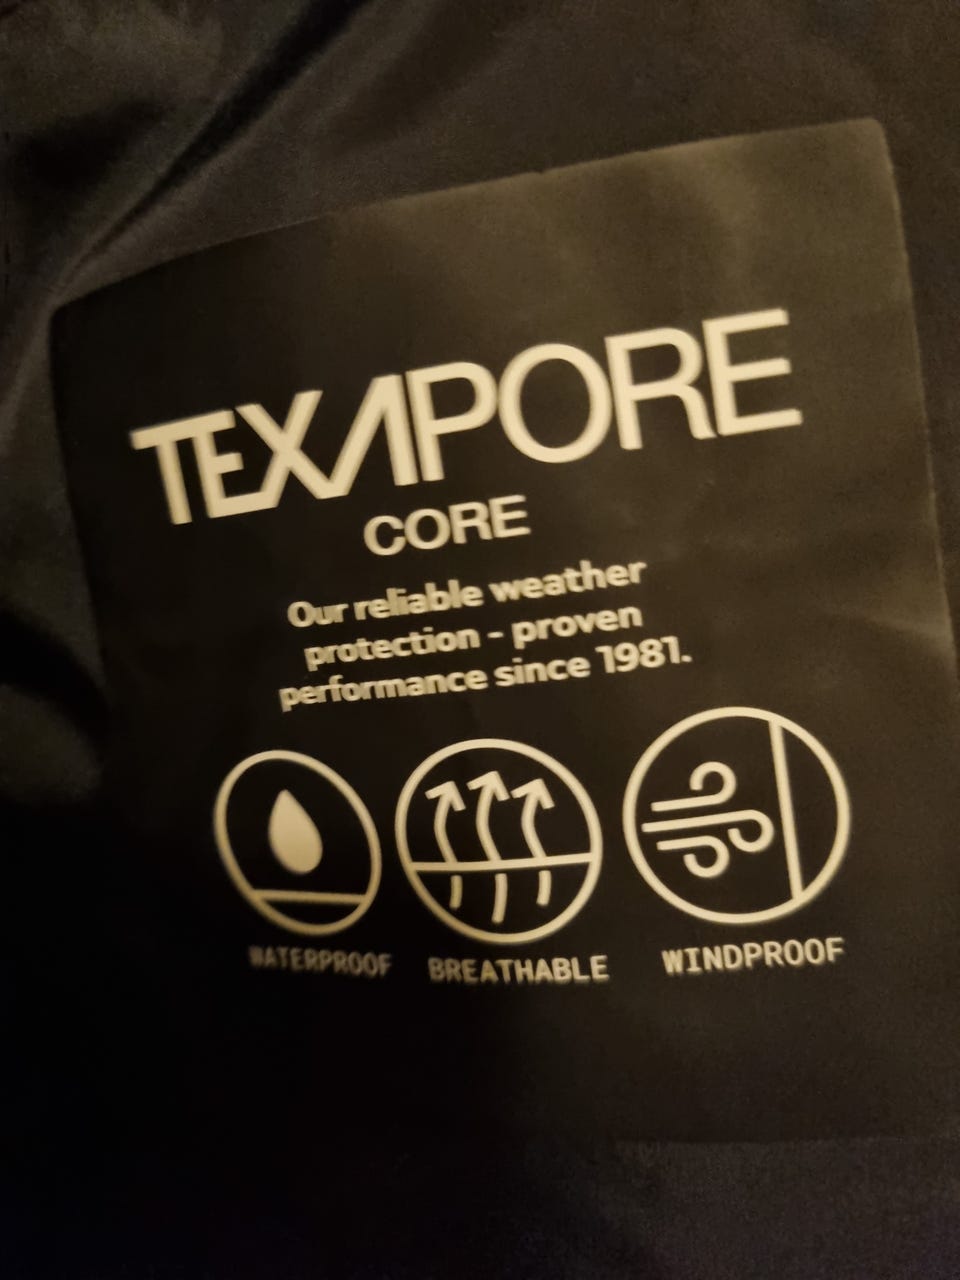 TEXAPORE
CORE
Our reliable weather
protection - proven
performance since 1981.
WATERPROOF BREATHABLE WINDPROOF